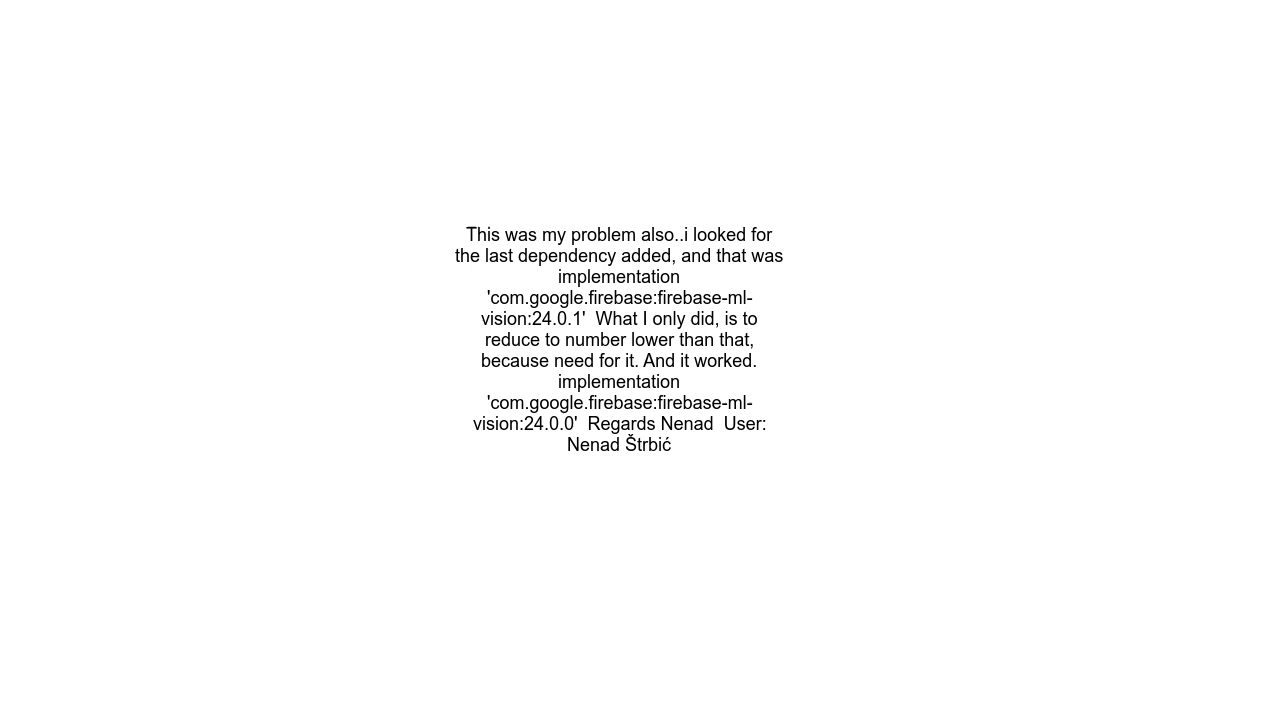 This was my problem also..i looked for
the last dependency added, and that was
implementation
'com.google.firebase:firebase-ml-
vision:24.0.1'  What I only did, is to
reduce to number lower than that,
because need for it. And it worked.
implementation
'com.google.firebase:firebase-ml-
vision:24.0.0'  Regards Nenad  User:
Nenad Štrbić